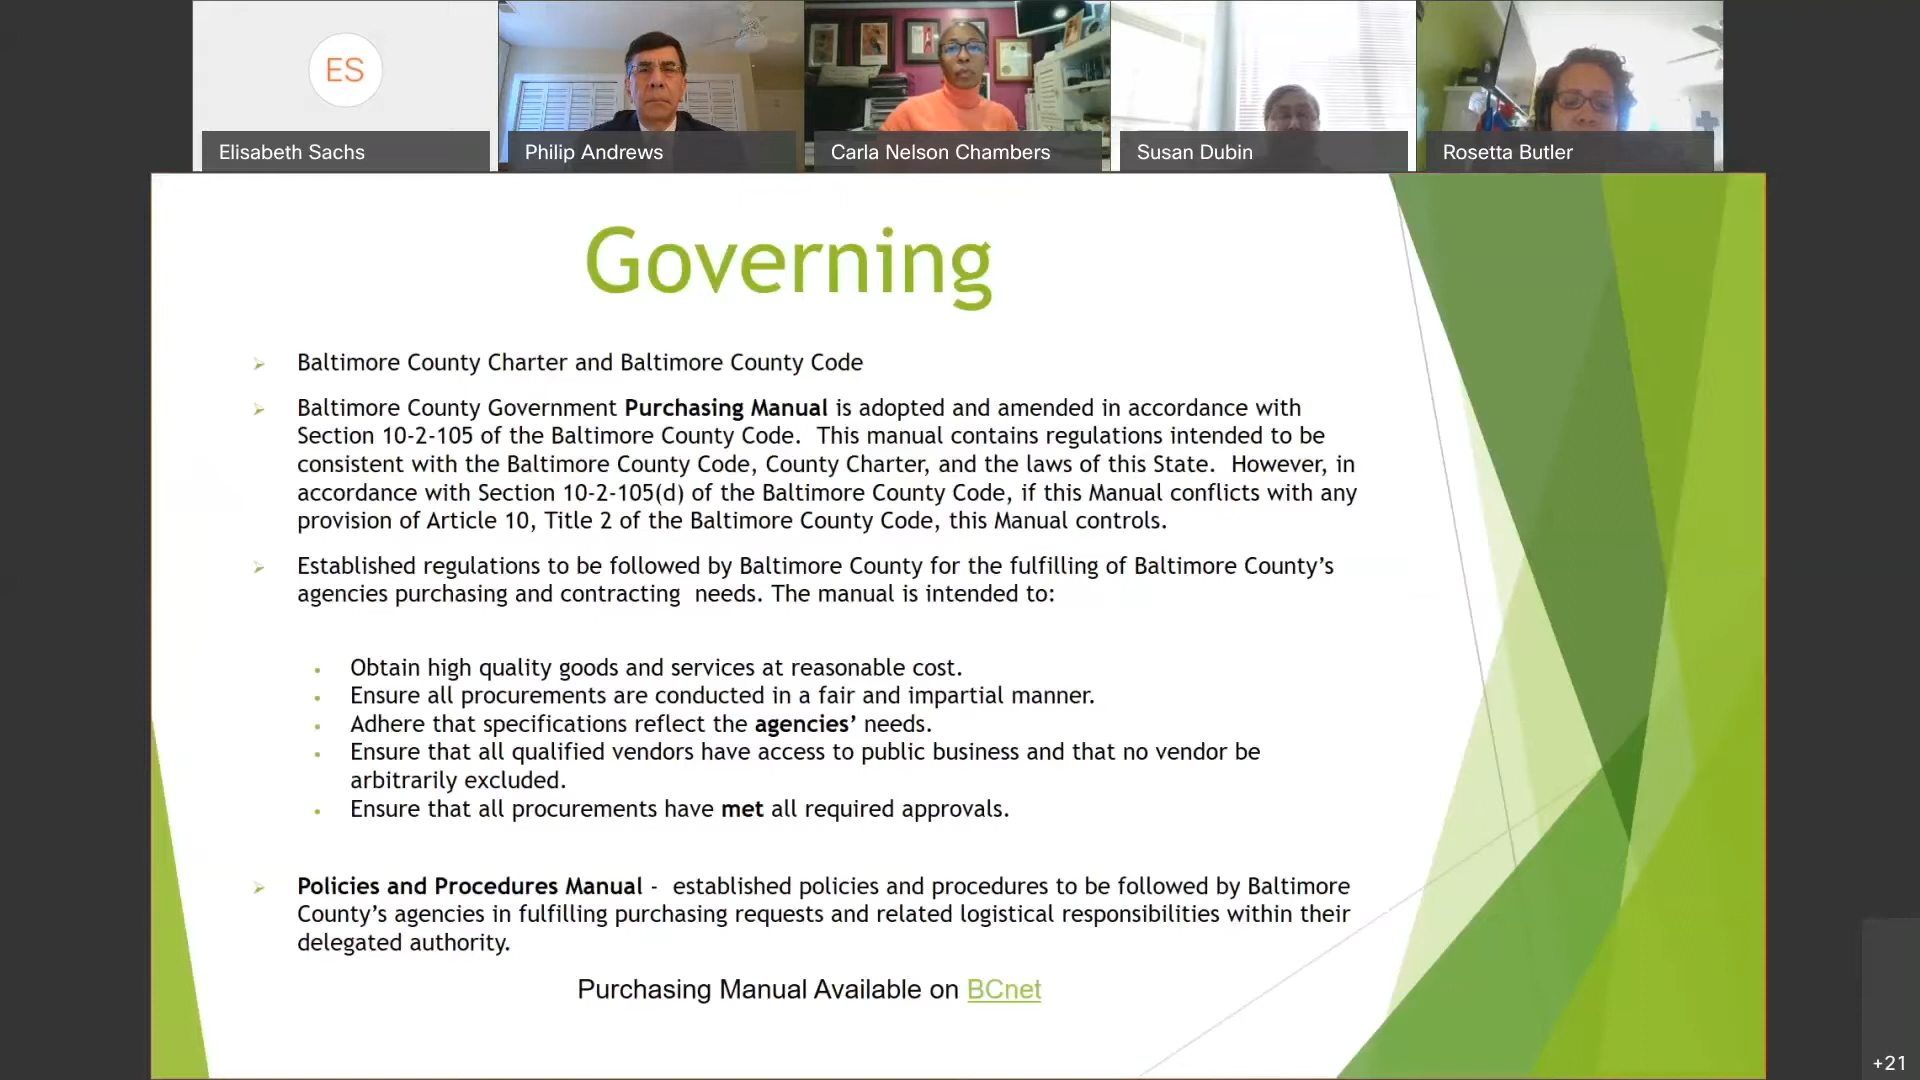 ES
Elisabeth Sachs
Philip Andrews
Carla Nelson Chambers
Susan Dubin
Rosetta Butler
Governing
Baltimore County Charter and Baltimore County Code
Baltimore County Government Purchasing Manual is adopted and amended in accordance with
Section 10-2-105 of the Baltimore County Code.  This manual contains regulations intended to be
consistent with the Baltimore County Code, County Charter, and the laws of this State.  However, in
accordance with Section 10-2-105(d) of the Baltimore County Code, if this Manual conflicts with any
provision of Article 10, Title 2 of the Baltimore County Code, this Manual controls.
Established regulations to be followed by Baltimore County for the fulfilling of Baltimore County’s
agencies purchasing and contracting  needs. The manual is intended to:
Obtain high quality goods and services at reasonable cost.
Ensure all procurements are conducted in a fair and impartial manner.
Adhere that specifications reflect the agencies’ needs.
Ensure that all qualified vendors have access to public business and that no vendor be
arbitrarily excluded.
Ensure that all procurements have met all required approvals.
Policies and Procedures Manual -  established policies and procedures to be followed by Baltimore
County’s agencies in fulfilling purchasing requests and related logistical responsibilities within their
delegated authority.
Purchasing Manual Available on BCnet
+21